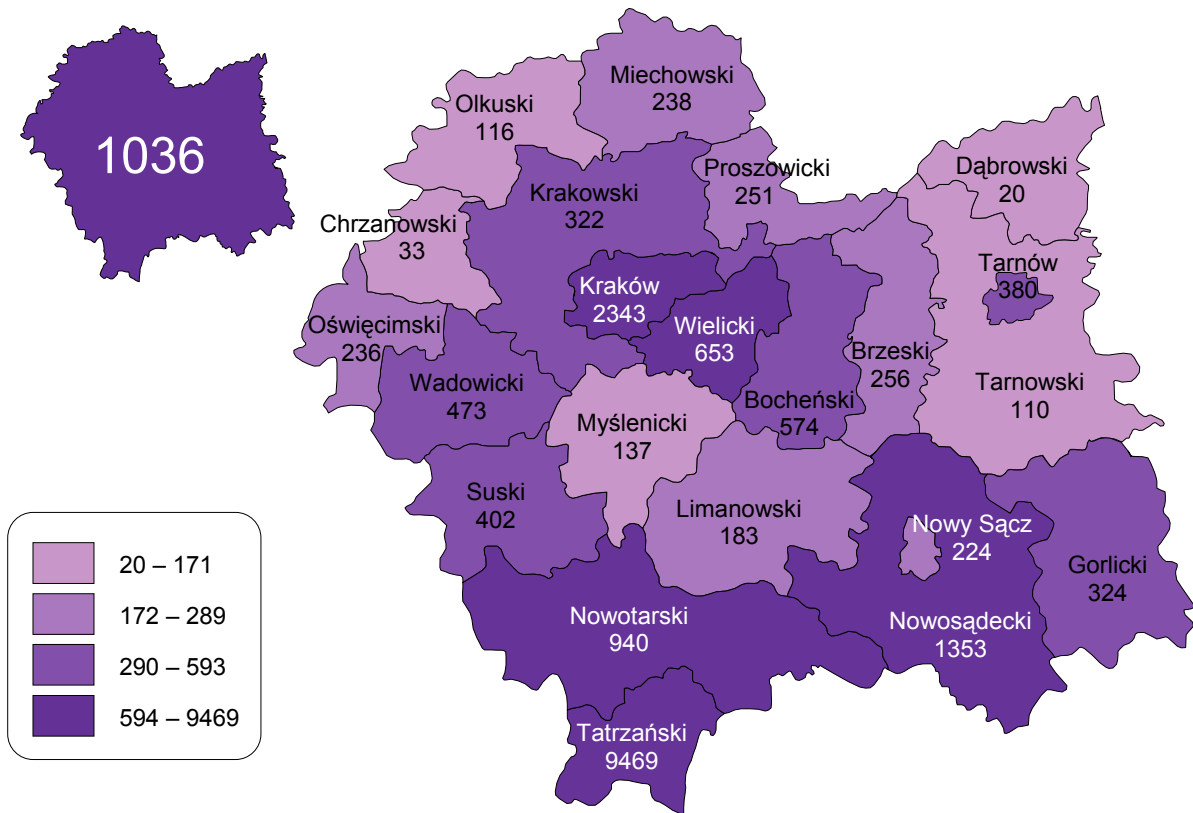 1036
Miechowski
238
Olkuski
116
Proszowicki
251
Dąbrowski
20
Krakowski
322
Chrzanowski
33
Tarnów
380
Kraków
2343
Oświęcimski
236
Wielicki
653
Brzeski
256
Wadowicki
473
Bocheński
574
Tarnowski
110
Myślenicki
137
Suski
402
Limanowski
183
Nowy Sącz
224
Gorlicki
324
Nowotarski
940
Nowosądecki
1353
Tatrzański
9469
20 – 171
172 – 289
290 – 593
594 – 9469